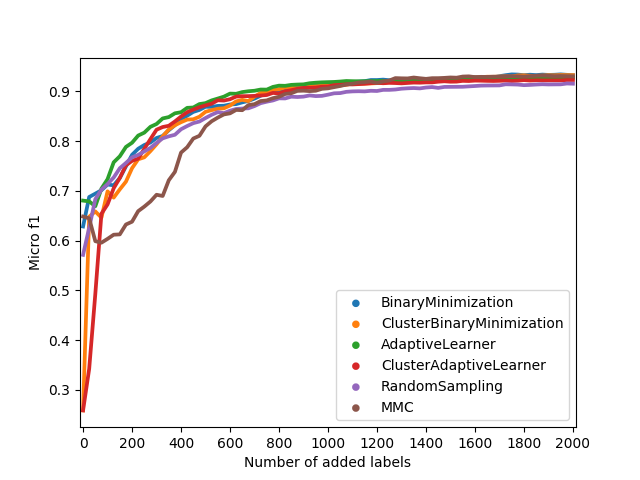 0.9
0.8
0.7
0.6
0.5
0.4
0.3
Micro f1
BinaryMinimization
ClusterBinaryMinimization
AdaptiveLearner
ClusterAdaptiveLearner
RandomSampling
MMC
0 200 400 600 800 1000 1200 1400 1600 1800 2000
Number of added labels